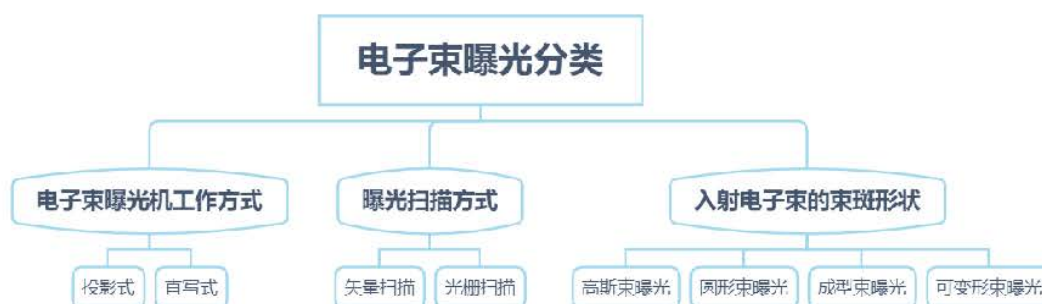 电子束曝光分类
电子束曝光机工作方式
曝光扫描方式
入射电子束的束斑形状
投影式
直写式
矢量扫描
光栅扫描
高斯束曝光
圆形束曝光
成型束曝光
可变形束曝光